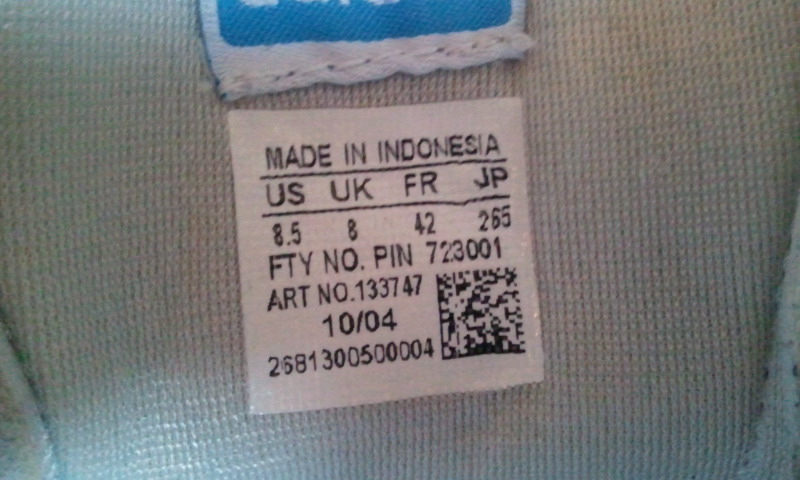 MADE IN INDONESIA
US UK FR JP
8.5 8 42 265
FTY NO. PIN 723001
ART NO.133747
10/04
2681300500004